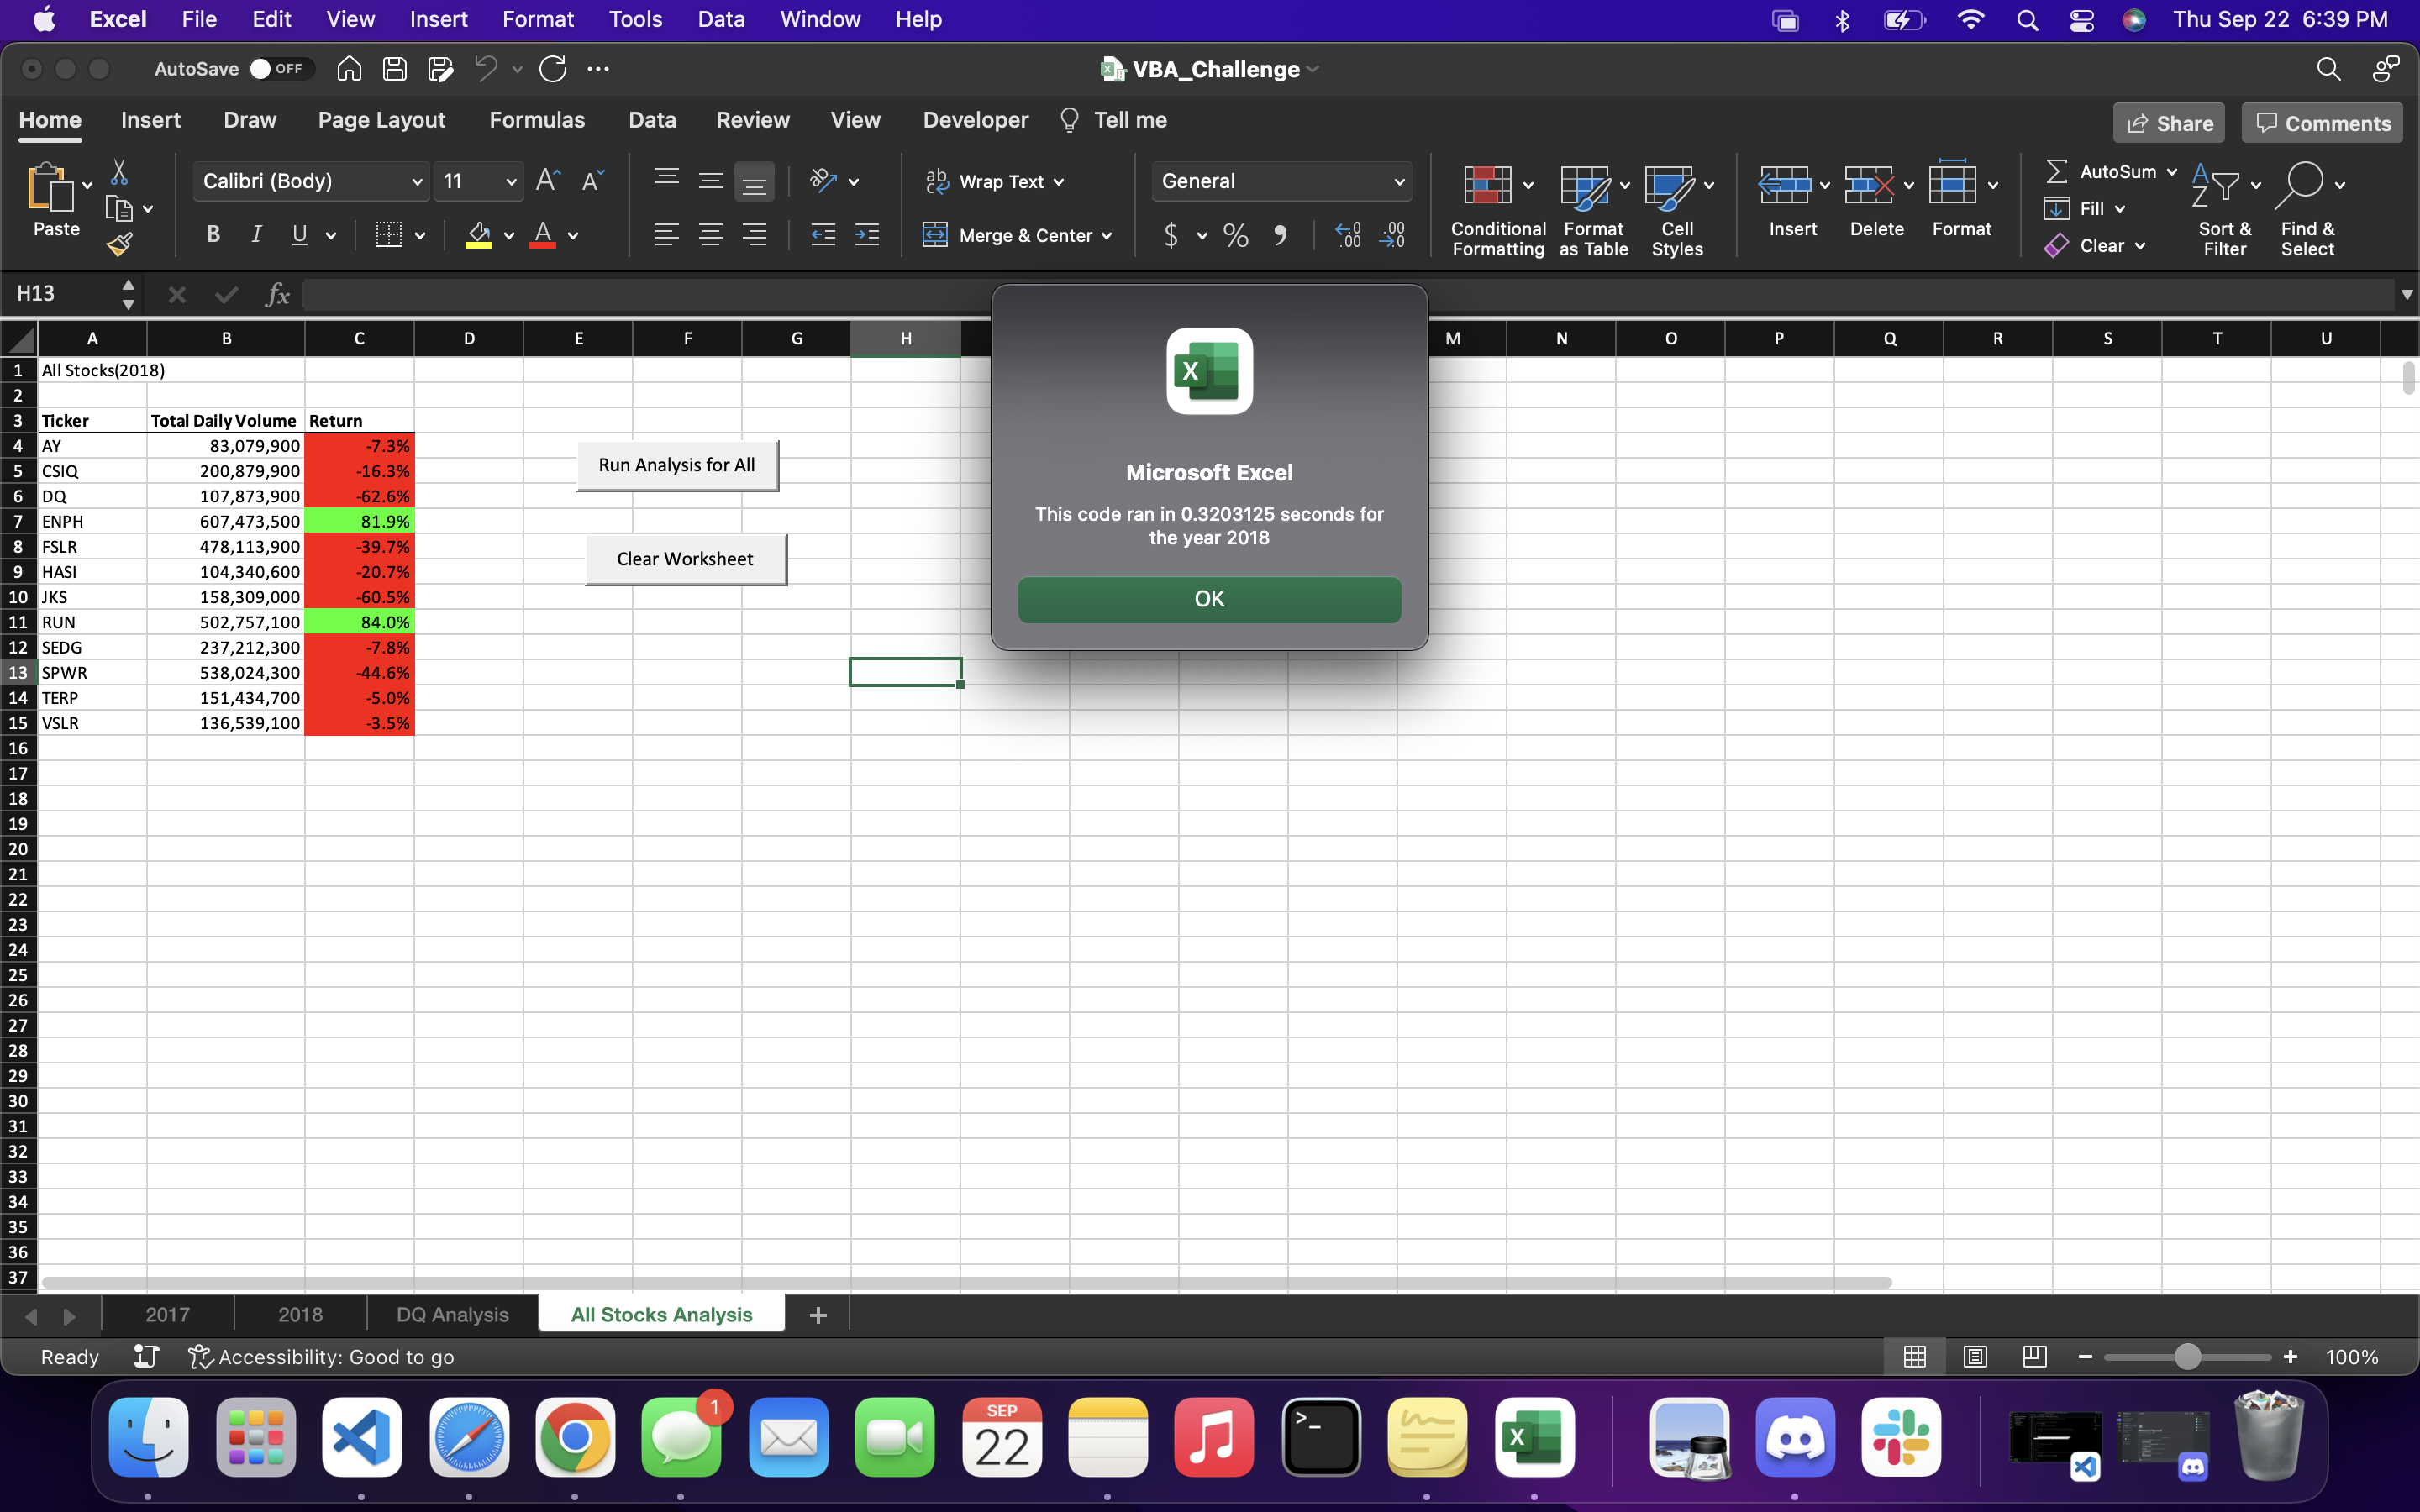 Excel File Edit View Insert Format Tools Data Window Help Thu Sep 22 6:39 PM
AutoSave OFF VBA_Challenge
Home Insert Draw Page Layout Formulas Data Review View Developer Tell me Share Comments
Paste
Calibri (Body) 11
Wrap Text
Merge & Center
General
Conditional Formatting
Format as Table
Cell Styles
Insert
Delete
Format
AutoSum
Fill
Clear
Sort & Filter
Find & Select
H13 fx
A B C D E F G H M N O P Q R S T U
1 All Stocks(2018)
2
3 Ticker Total Daily Volume Return
4 AY 83,079,900 -7.3%
5 CSIQ 200,879,900 -16.3%
6 DQ 107,873,900 -62.6%
7 ENPH 607,473,500 81.9%
8 FSLR 478,113,900 -39.7%
9 HASI 104,340,600 -20.7%
10 JKS 158,309,000 -60.5%
11 RUN 502,757,100 84.0%
12 SEDG 237,212,300 -7.8%
13 SPWR 538,024,300 -44.6%
14 TERP 151,434,700 -5.0%
15 VSLR 136,539,100 -3.5%
16
17
18
19
20
21
22
23
24
25
26
27
28
29
30
31
32
33
34
35
36
37
Run Analysis for All
Clear Worksheet
Microsoft Excel
This code ran in 0.3203125 seconds for
the year 2018
OK
2017 2018 DQ Analysis All Stocks Analysis +
Ready Accessibility: Good to go 100%
1
SEP
22